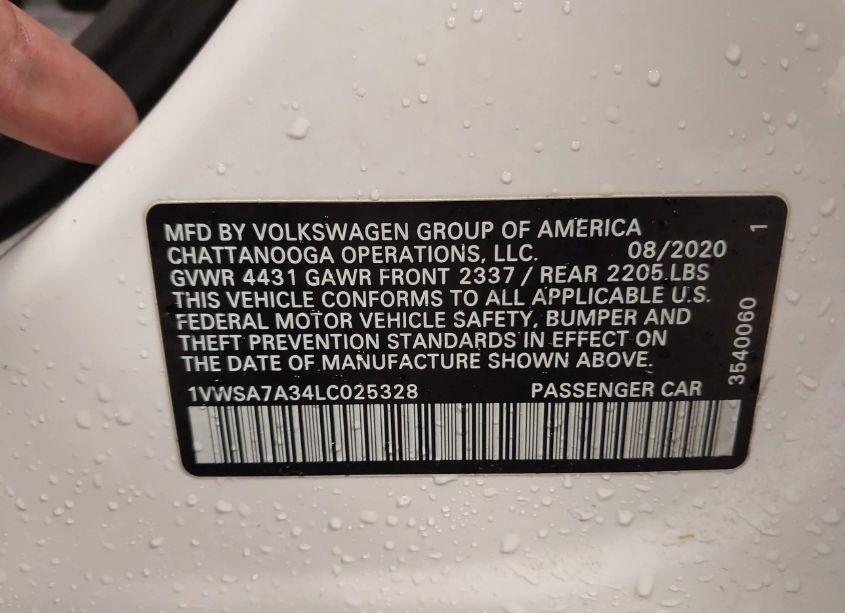 MFD BY VOLKSWAGEN GROUP OF AMERICA
CHATTANOOGA OPERATIONS, LLC. 08/2020
GVWR 4431 GAWR FRONT 2337 / REAR 2205 LBS
THIS VEHICLE CONFORMS TO ALL APPLICABLE U.S.
FEDERAL MOTOR VEHICLE SAFETY, BUMPER AND
THEFT PREVENTION STANDARDS IN EFFECT ON
THE DATE OF MANUFACTURE SHOWN ABOVE.
1VWSA7A34LC025328 PASSENGER CAR
3540060 1